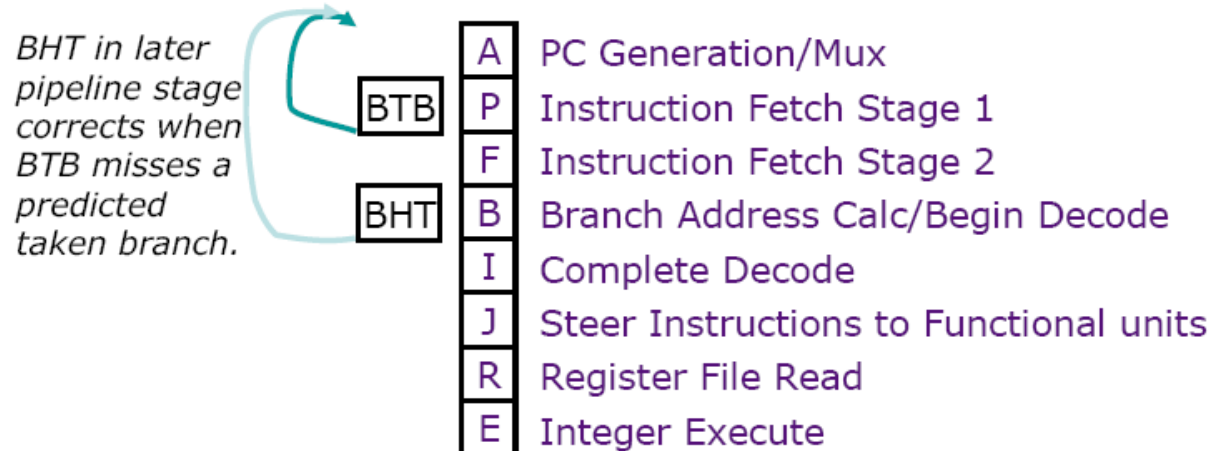 BHT in later
pipeline stage
corrects when
BTB misses a
predicted
taken branch.
BTB
BHT
A PC Generation/Mux
P Instruction Fetch Stage 1
F Instruction Fetch Stage 2
B Branch Address Calc/Begin Decode
I Complete Decode
J Steer Instructions to Functional units
R Register File Read
E Integer Execute